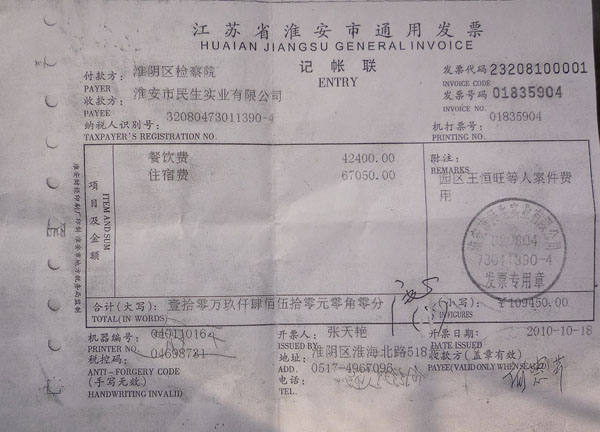 江苏省淮安市通用发票
HUAIAN JIANGSU GENERAL INVOICE
记帐联
ENTRY
发票代码 23208100001
INVOICE CODE
发票号码 01835904
INVOICE NO.
机打票号: 01835904
PRINTING NO.
付款方: 淮阴区检察院
PAYER
收款方: 淮安市民生实业有限公司
PAYEE
纳税人识别号: 32080473011390-4
TAXPAYER'S REGISTRATION NO.
项目及金额
ITEM AND SUM
餐饮费 42400.00
住宿费 67050.00
附注:
REMARKS
园区王恒旺等人案件费
用
320804
73011390-4
发票专用章
合计(大写): 壹拾零万玖仟肆佰伍拾零元零角零分
TOTAL(IN WORDS)
(小写): ¥109450.00
IN FIGURES
机器编号: 04011016
PRINTER NO.
税控码: 04698781
ANTI-FORGERY CODE
(手写无效)
HANDWRITING INVALID
开票人: 张天艳
ISSUED BY
地址: 淮阴区淮海北路518
ADD. 0517-4967096
电话:
TEL.
开票日期: 2010-10-18
DATE ISSUED
收款方(盖章有效)
PAYEE(VALID ONLY WHEN SEALED)